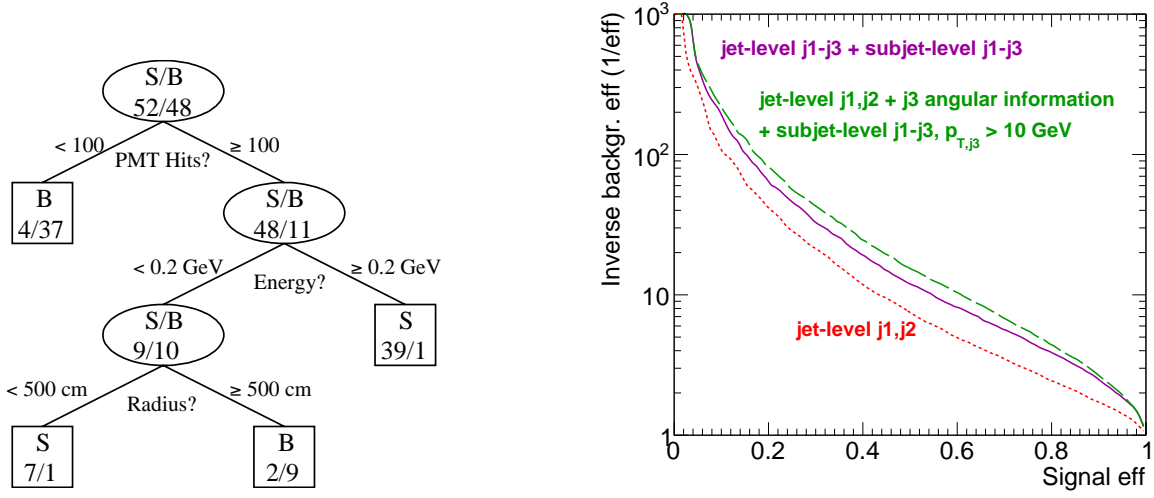 S/B
52/48
< 100
≥ 100
PMT Hits?
B
4/37
S/B
48/11
< 0.2 GeV
≥ 0.2 GeV
Energy?
S/B
9/10
S
39/1
< 500 cm
≥ 500 cm
Radius?
S
7/1
B
2/9
Inverse backgr. eff (1/eff)
10³
10²
10
1
jet-level j1-j3 + subjet-level j1-j3
jet-level j1,j2 + j3 angular information
+ subjet-level j1-j3, p_{T,j3} > 10 GeV
jet-level j1,j2
0 0.2 0.4 0.6 0.8 1
Signal eff